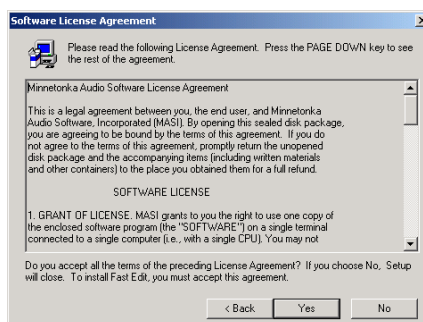 Software License Agreement
Please read the following License Agreement. Press the PAGE DOWN key to see
the rest of the agreement.
Minnetonka Audio Software License Agreement
This is a legal agreement between you, the end user, and Minnetonka
Audio Software, Incorporated (MASI). By opening this sealed disk package,
you are agreeing to be bound by the terms of this agreement. If you do
not agree to the terms of this agreement, promptly return the unopened
disk package and the accompanying items (including written materials
and other containers) to the place you obtained them for a full refund.
SOFTWARE LICENSE
1. GRANT OF LICENSE. MASI grants to you the right to use one copy of
the enclosed software program (the "SOFTWARE") on a single terminal
connected to a single computer (i.e., with a single CPU). You may not
Do you accept all the terms of the preceding License Agreement? If you choose No, Setup
will close. To install Fast Edit, you must accept this agreement.
< Back
Yes
No